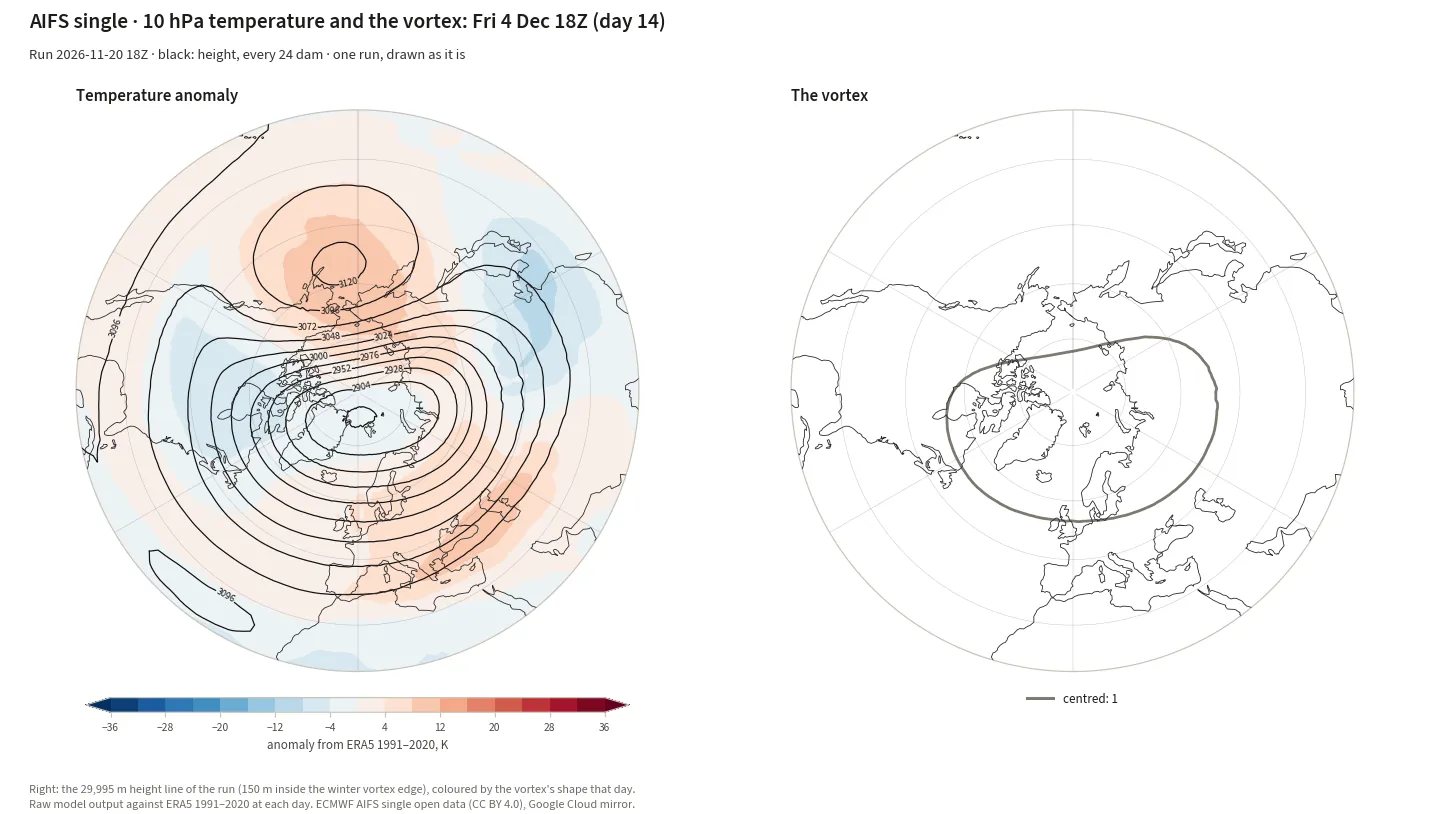 AIFS single · 10 hPa temperature and the vortex: Fri 4 Dec 18Z (day 14)
Run 2026-11-20 18Z · black: height, every 24 dam · one run, drawn as it is
Temperature anomaly
The vortex
3120
3096
3072
3048
3024
3000
2976
2952
2928
2904
3096
3096
centred: 1
−36 −28 −20 −12 −4 4 12 20 28 36
anomaly from ERA5 1991–2020, K
Right: the 29,995 m height line of the run (150 m inside the winter vortex edge), coloured by the vortex's shape that day.
Raw model output against ERA5 1991–2020 at each day. ECMWF AIFS single open data (CC BY 4.0), Google Cloud mirror.